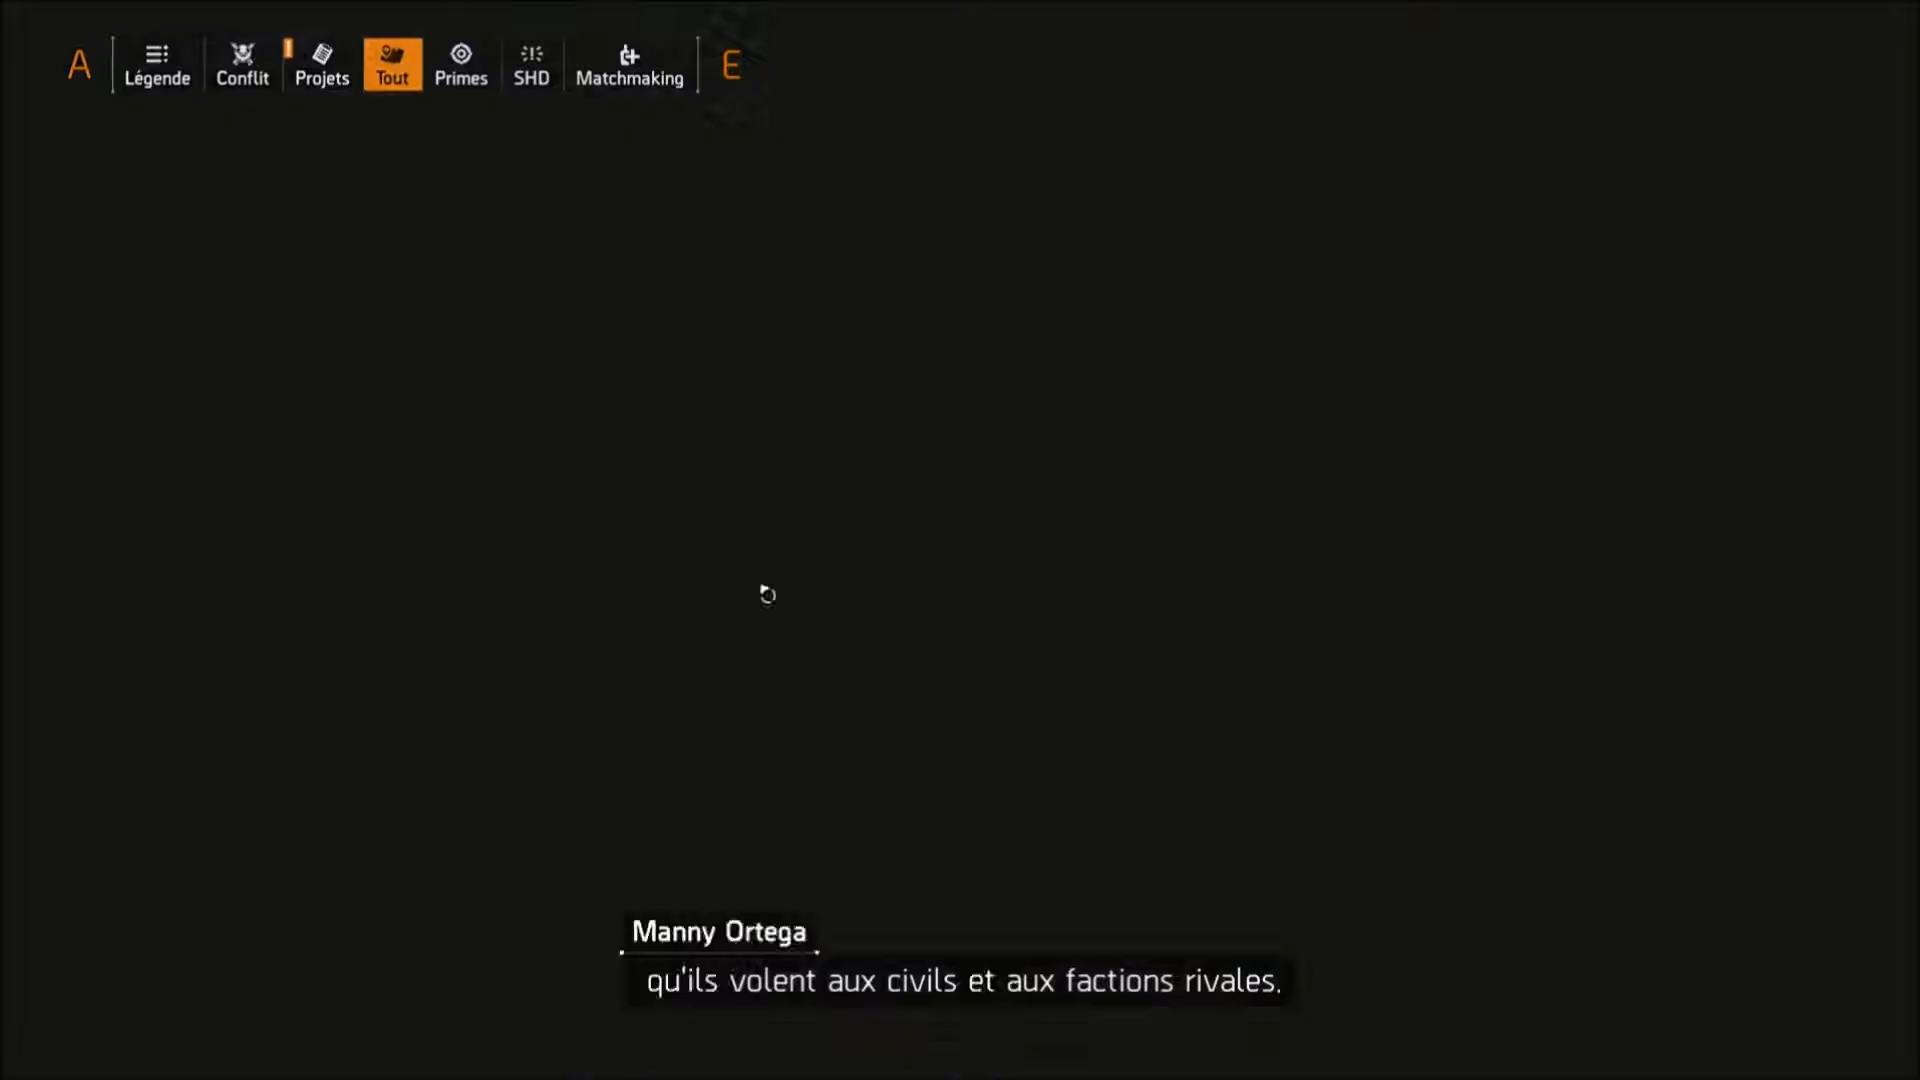 A Légende Conflit Projets Tout Primes SHD Matchmaking E
Manny Ortega
qu'ils volent aux civils et aux factions rivales.